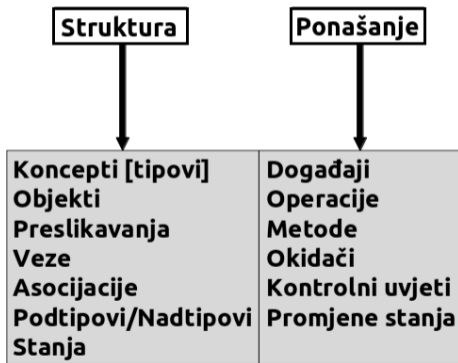 Struktura
Ponašanje
Koncepti [tipovi]
Objekti
Preslikavanja
Veze
Asocijacije
Podtipovi/Nadtipovi
Stanja
Događaji
Operacije
Metode
Okidači
Kontrolni uvjeti
Promjene stanja